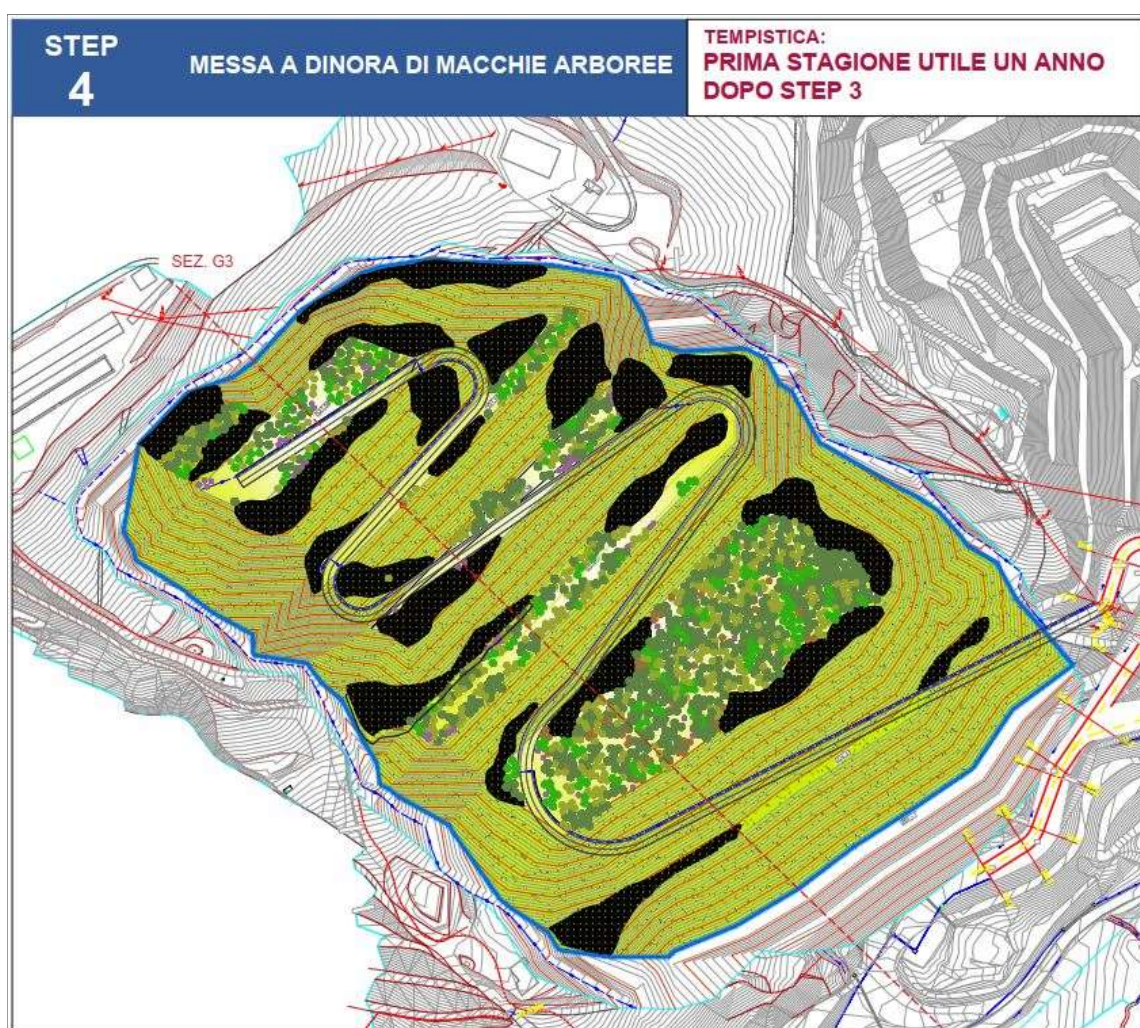 STEP
4
MESSA A DINORA DI MACCHIE ARBOREE
TEMPISTICA:
PRIMA STAGIONE UTILE UN ANNO
DOPO STEP 3
SEZ. G3